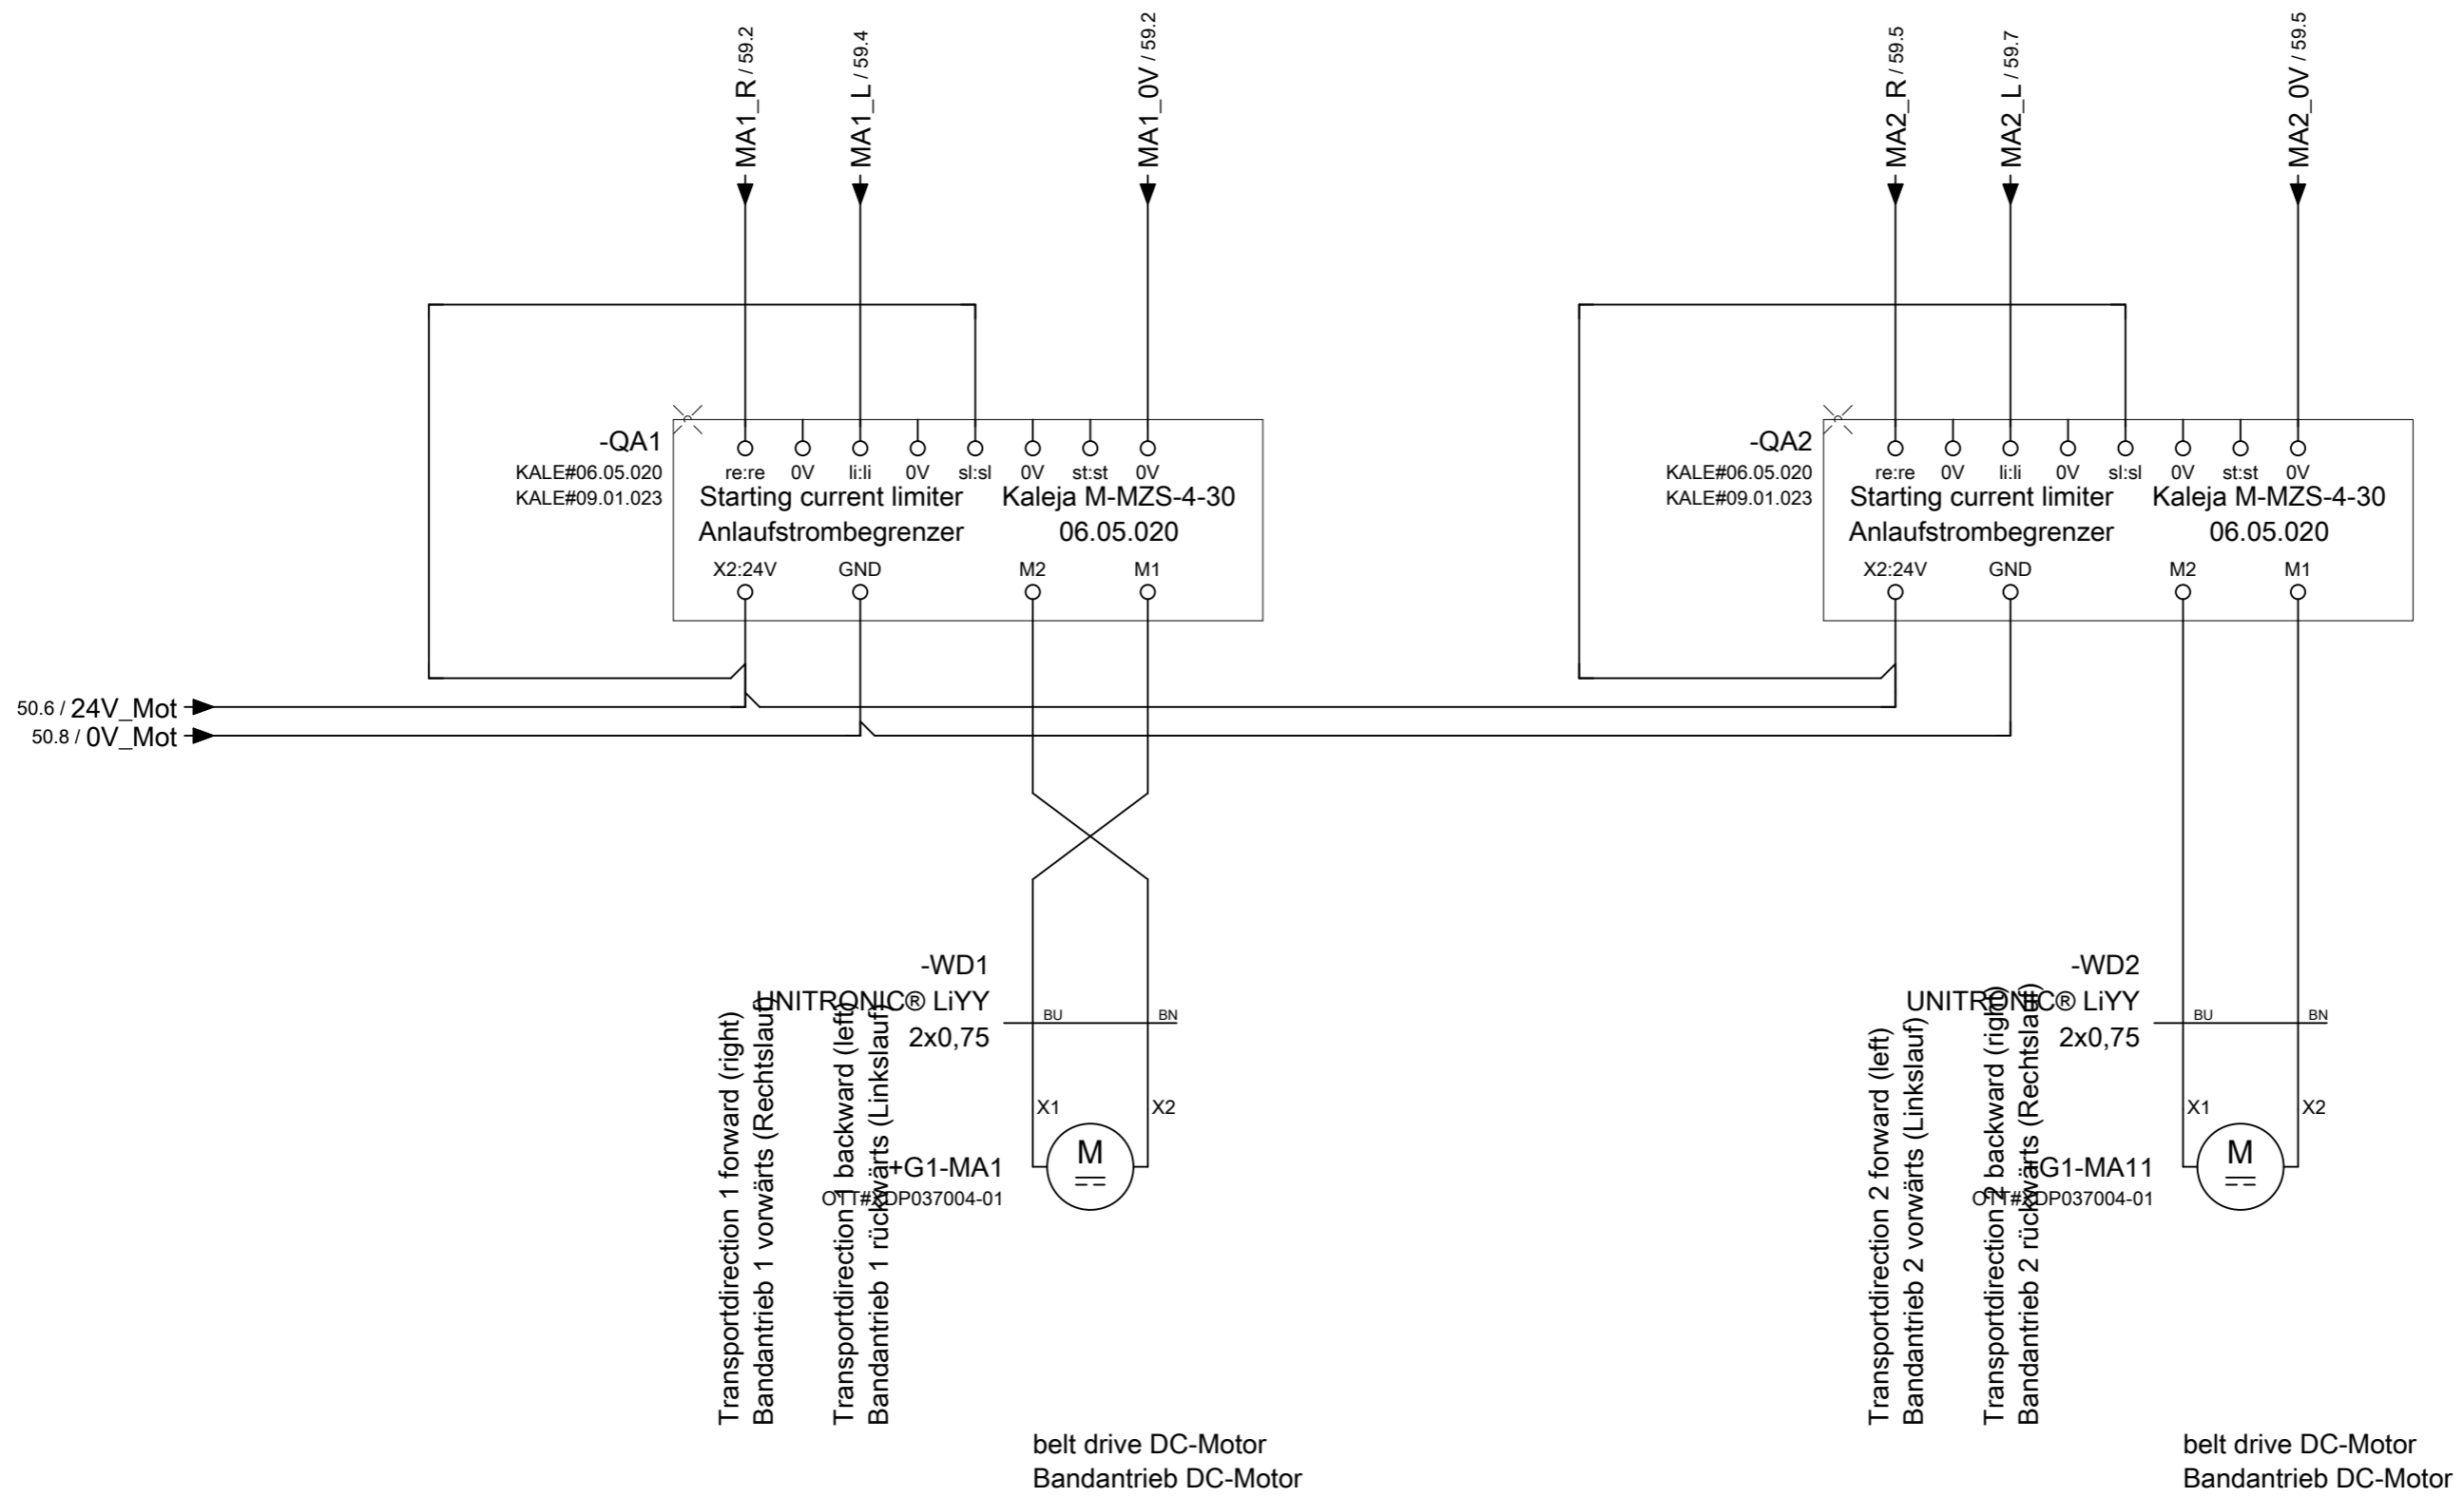 MA1_R / 59.2
MA1_L / 59.4
MA1_0V / 59.2
MA2_R / 59.5
MA2_L / 59.7
MA2_0V / 59.5
-QA1
KALE#06.05.020
KALE#09.01.023
re:re 0V li:li 0V sl:sl 0V st:st 0V
Starting current limiter Kaleja M-MZS-4-30
Anlaufstrombegrenzer 06.05.020
X2:24V GND M2 M1
-QA2
KALE#06.05.020
KALE#09.01.023
re:re 0V li:li 0V sl:sl 0V st:st 0V
Starting current limiter Kaleja M-MZS-4-30
Anlaufstrombegrenzer 06.05.020
X2:24V GND M2 M1
50.6 / 24V_Mot
50.8 / 0V_Mot
-WD1
UNITRONIC® LiYY
2x0,75
BU BN
X1 X2
M
+G1-MA1
OTT#XDP037004-01
Transportdirection 1 forward (right)
Bandantrieb 1 vorwärts (Rechtslauf)
Transportdirection 1 backward (left)
Bandantrieb 1 rückwärts (Linkslauf)
belt drive DC-Motor
Bandantrieb DC-Motor
-WD2
UNITRONIC® LiYY
2x0,75
BU BN
X1 X2
M
+G1-MA11
OTT#XDP037004-01
Transportdirection 2 forward (left)
Bandantrieb 2 vorwärts (Linkslauf)
Transportdirection 2 backward (right)
Bandantrieb 2 rückwärts (Rechtslauf)
belt drive DC-Motor
Bandantrieb DC-Motor